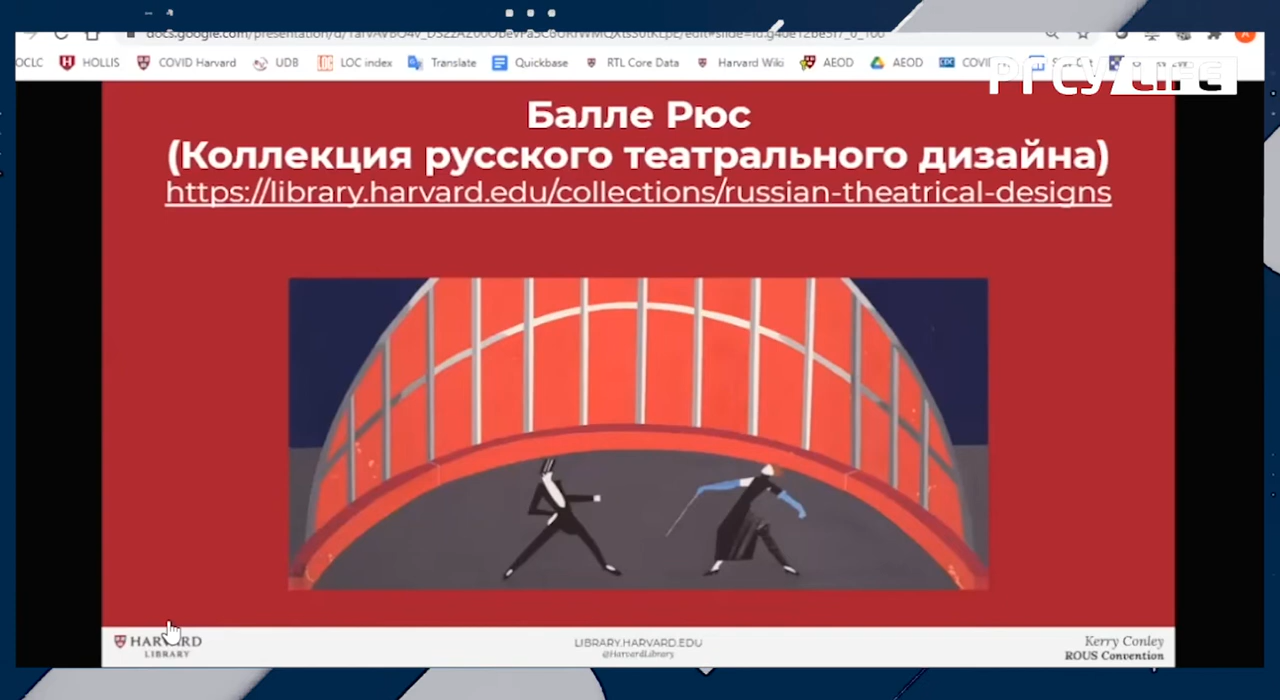 OCLC HOLLIS COVID Harvard UDB LOC index Translate Quickbase RTL Core Data Harvard Wiki AEOD AEOD
LIFE
Балле Рюс
(Коллекция русского театрального дизайна)
https://library.harvard.edu/collections/russian-theatrical-designs
HARVARD
LIBRARY
LIBRARY.HARVARD.EDU
@HarvardLibrary
Kerry Conley
ROUS Convention